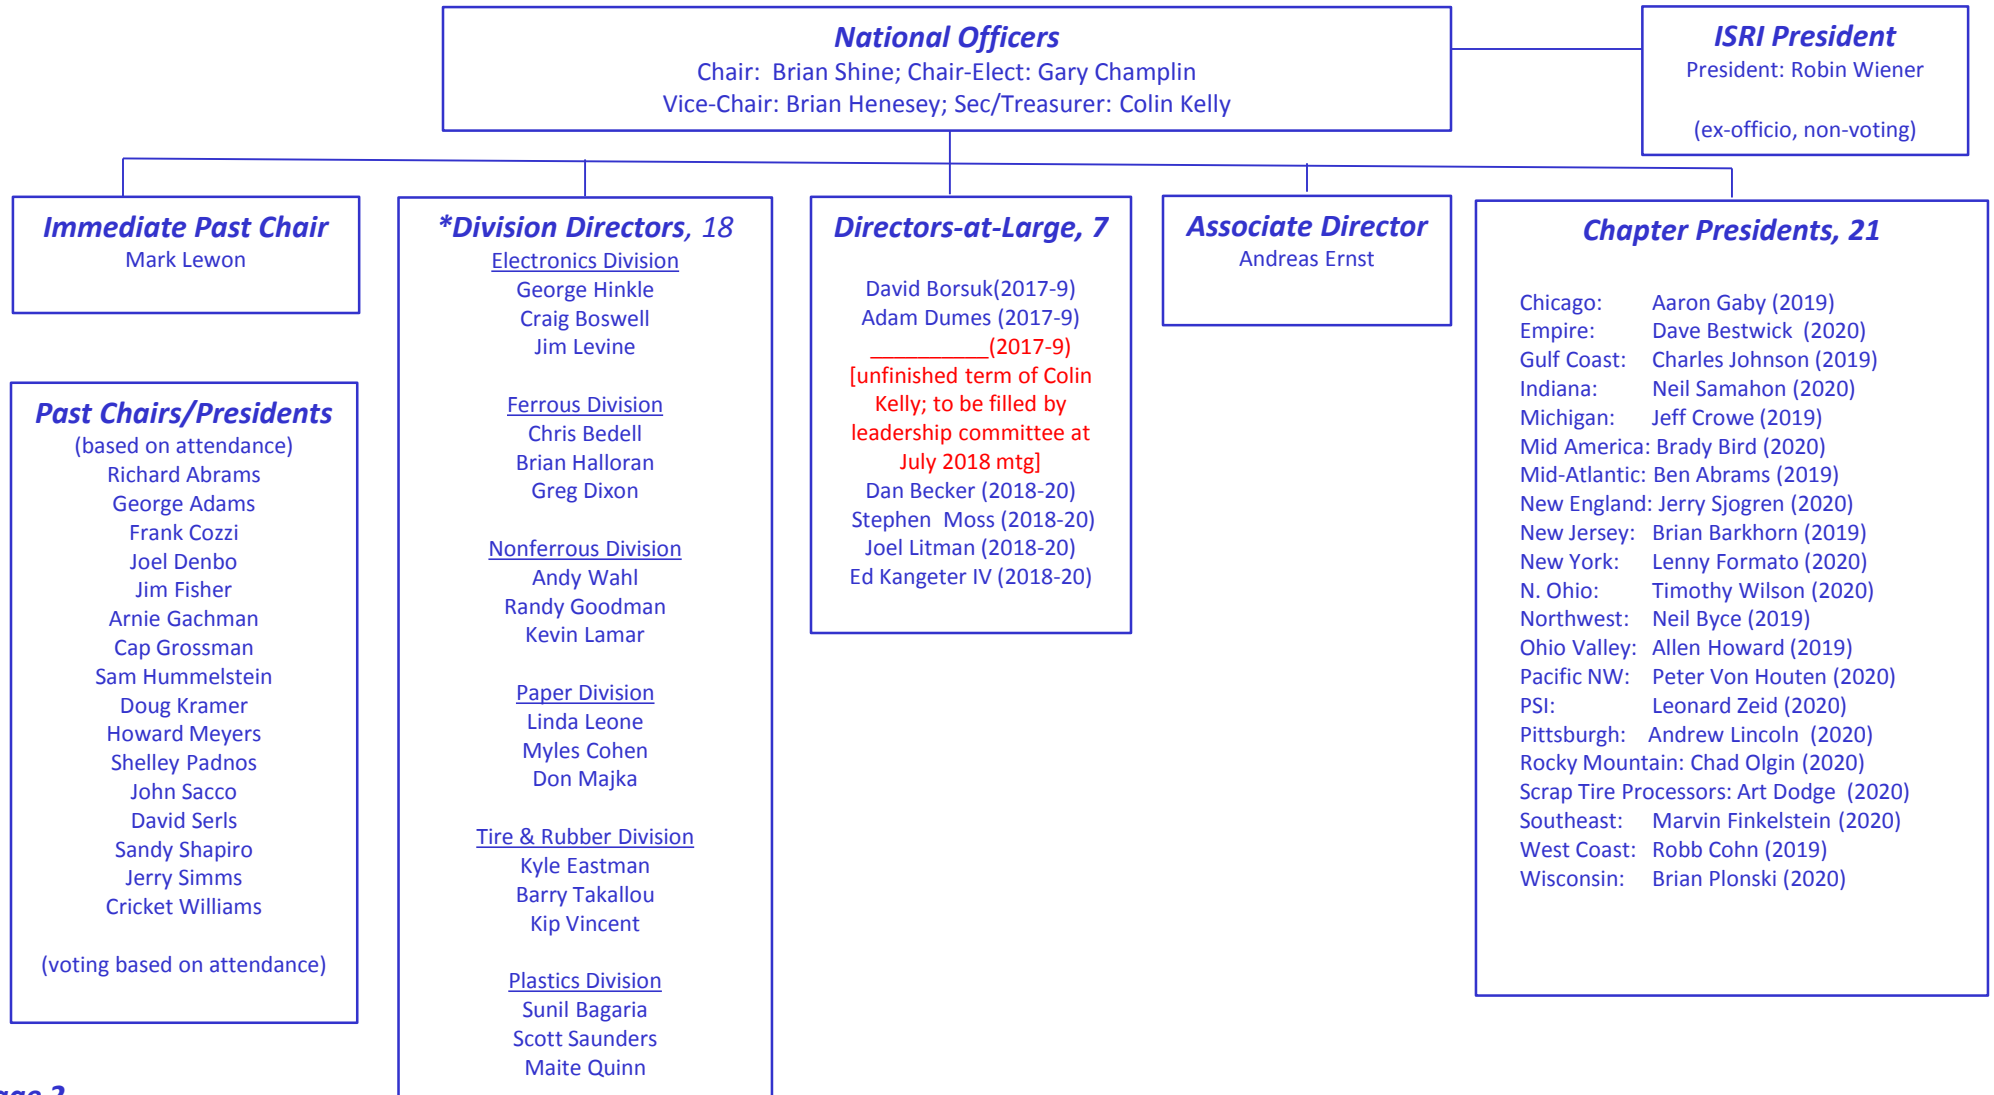 National Officers
Chair:  Brian Shine; Chair-Elect: Gary Champlin
Vice-Chair: Brian Henesey; Sec/Treasurer: Colin Kelly
ISRI President
President: Robin Wiener
(ex-officio, non-voting)
Immediate Past Chair
Mark Lewon
Past Chairs/Presidents
(based on attendance)
Richard Abrams
George Adams
Frank Cozzi
Joel Denbo
Jim Fisher
Arnie Gachman
Cap Grossman
Sam Hummelstein
Doug Kramer
Howard Meyers
Shelley Padnos
John Sacco
David Serls
Sandy Shapiro
Jerry Simms
Cricket Williams
(voting based on attendance)
*Division Directors, 18
Electronics Division
George Hinkle
Craig Boswell
Jim Levine
Ferrous Division
Chris Bedell
Brian Halloran
Greg Dixon
Nonferrous Division
Andy Wahl
Randy Goodman
Kevin Lamar
Paper Division
Linda Leone
Myles Cohen
Don Majka
Tire & Rubber Division
Kyle Eastman
Barry Takallou
Kip Vincent
Plastics Division
Sunil Bagaria
Scott Saunders
Maite Quinn
Directors-at-Large, 7
David Borsuk(2017-9)
Adam Dumes (2017-9)
__________(2017-9)
[unfinished term of Colin
Kelly; to be filled by
leadership committee at
July 2018 mtg]
Dan Becker (2018-20)
Stephen  Moss (2018-20)
Joel Litman (2018-20)
Ed Kangeter IV (2018-20)
Associate Director
Andreas Ernst
Chapter Presidents, 21
Chicago: Aaron Gaby (2019)
Empire: Dave Bestwick  (2020)
Gulf Coast: Charles Johnson (2019)
Indiana: Neil Samahon (2020)
Michigan: Jeff Crowe (2019)
Mid America: Brady Bird (2020)
Mid-Atlantic: Ben Abrams (2019)
New England: Jerry Sjogren (2020)
New Jersey: Brian Barkhorn (2019)
New York: Lenny Formato (2020)
N. Ohio: Timothy Wilson (2020)
Northwest: Neil Byce (2019)
Ohio Valley: Allen Howard (2019)
Pacific NW: Peter Von Houten (2020)
PSI: Leonard Zeid (2020)
Pittsburgh: Andrew Lincoln  (2020)
Rocky Mountain: Chad Olgin (2020)
Scrap Tire Processors: Art Dodge  (2020)
Southeast: Marvin Finkelstein (2020)
West Coast: Robb Cohn (2019)
Wisconsin: Brian Plonski (2020)